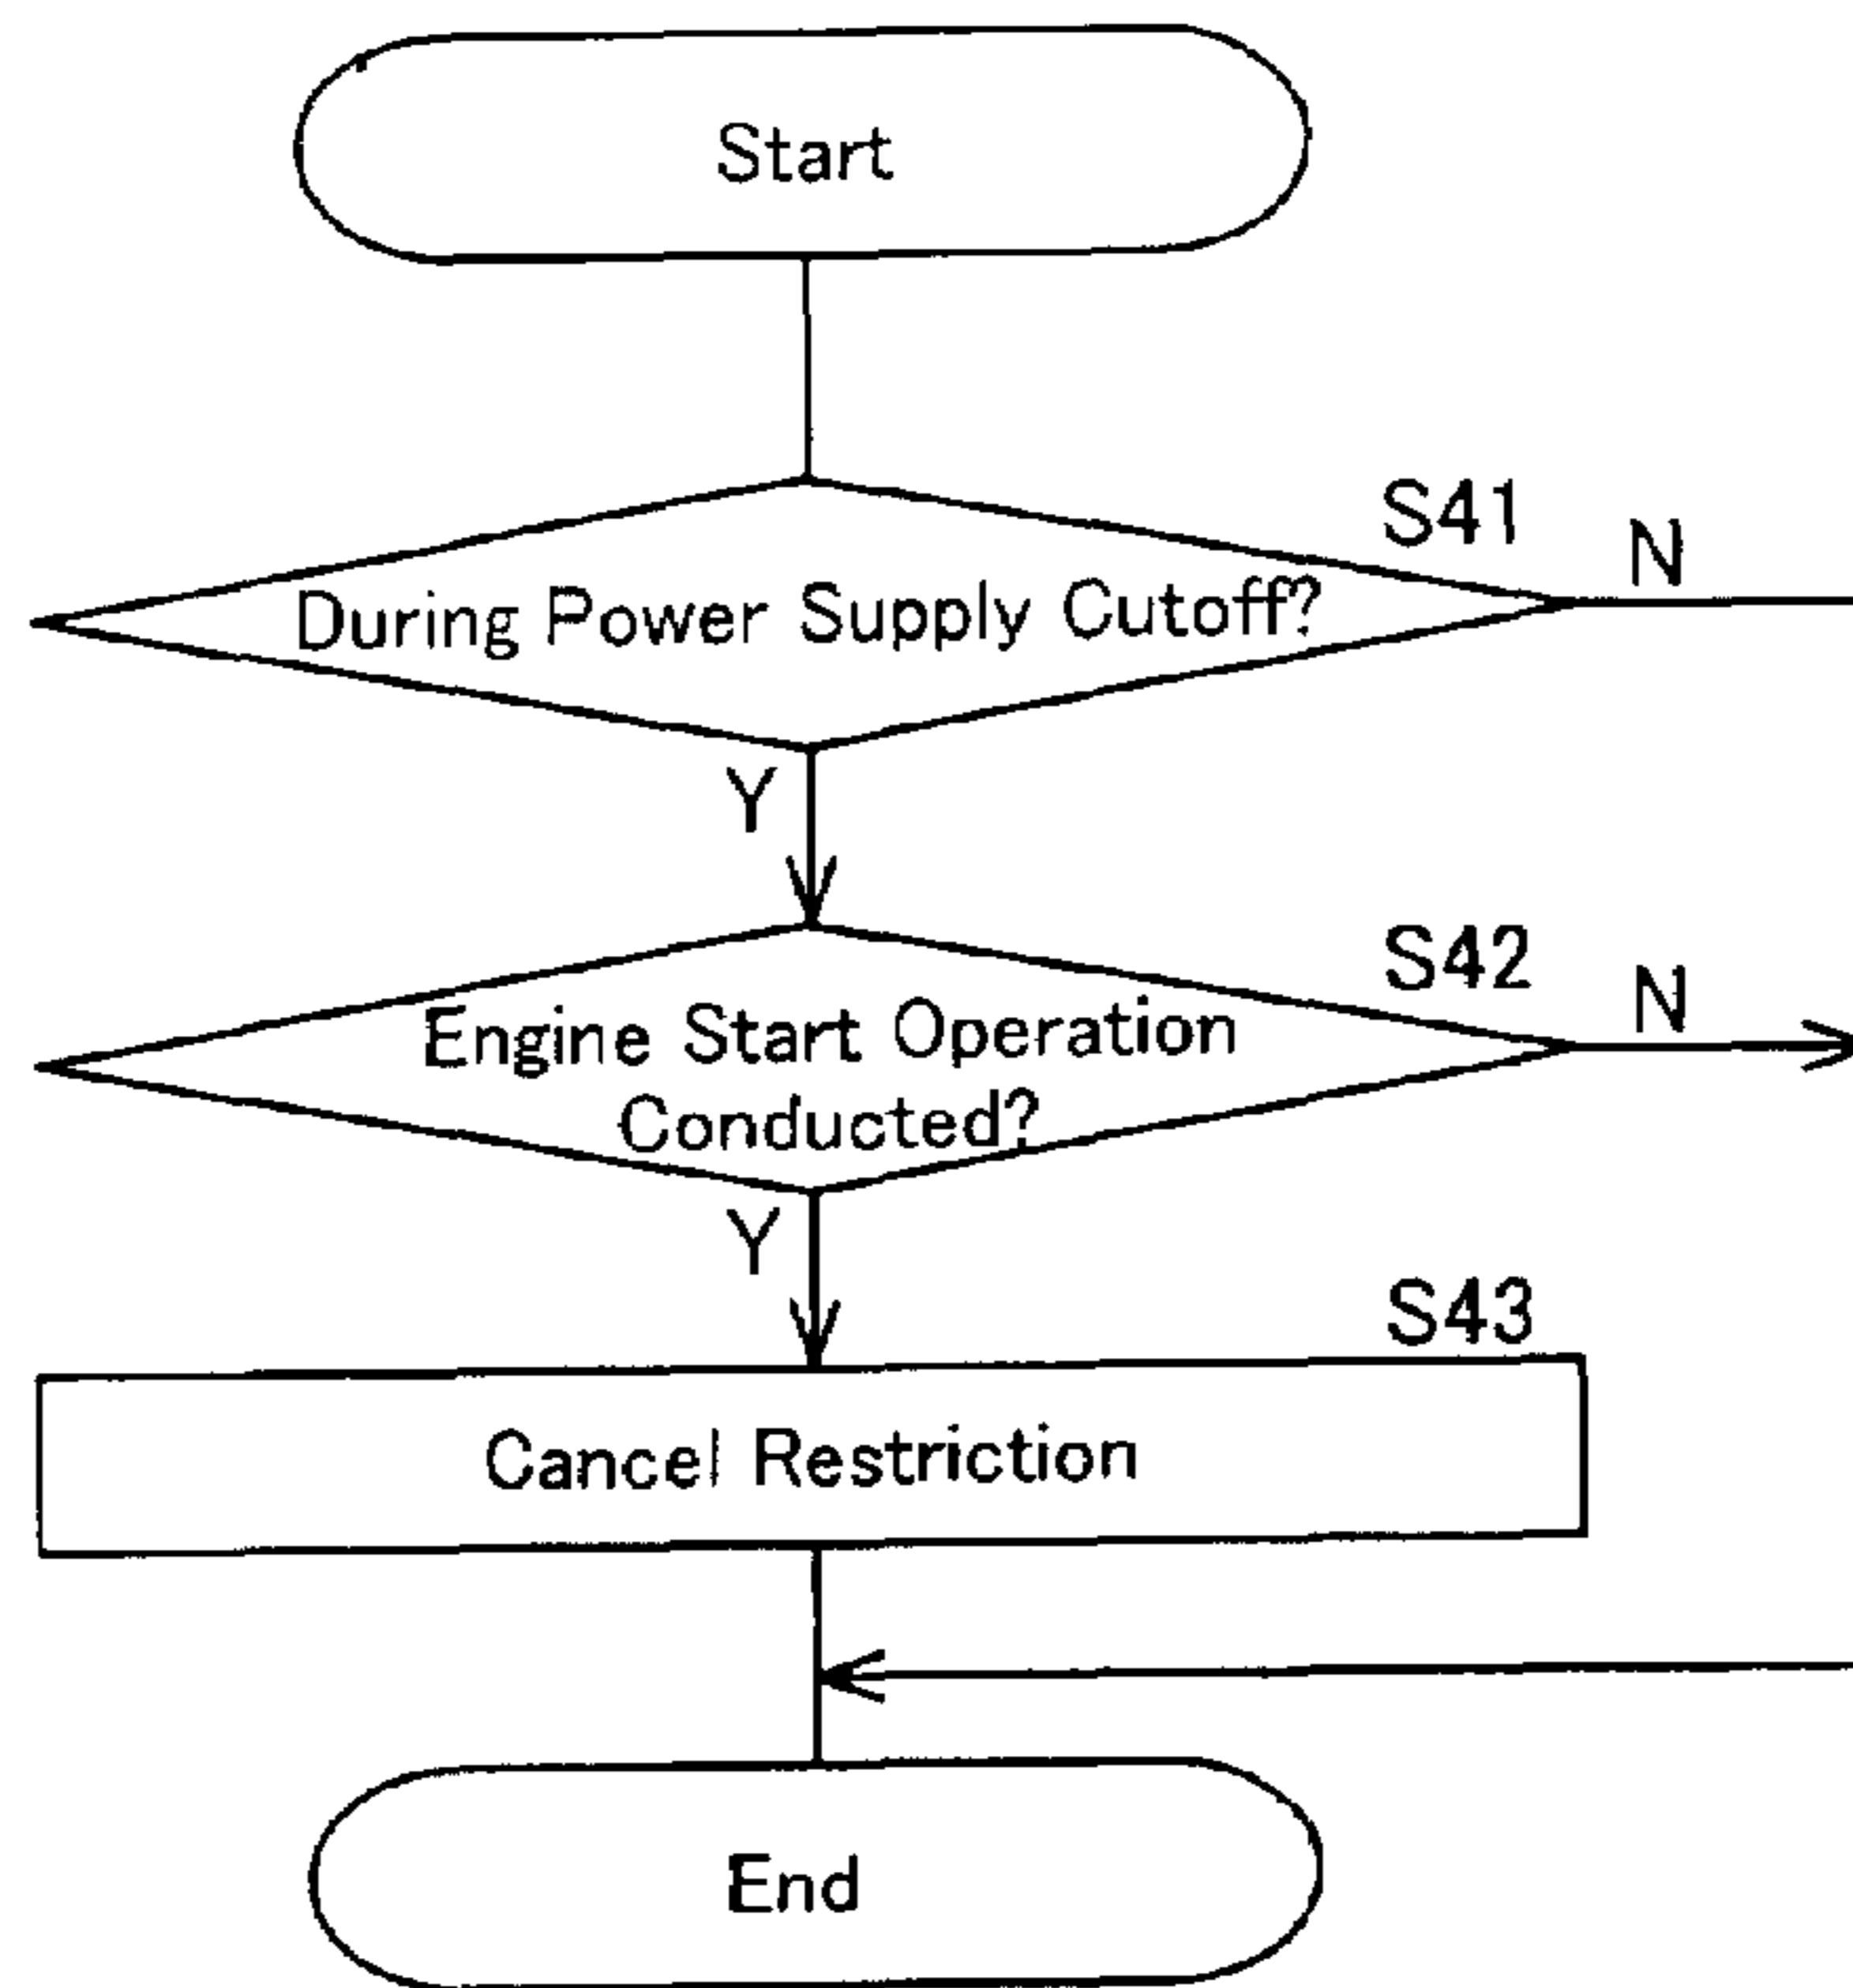 Start
S41
N
During Power Supply Cutoff?
Y
S42
N
Engine Start Operation
Conducted?
Y
S43
Cancel Restriction
End